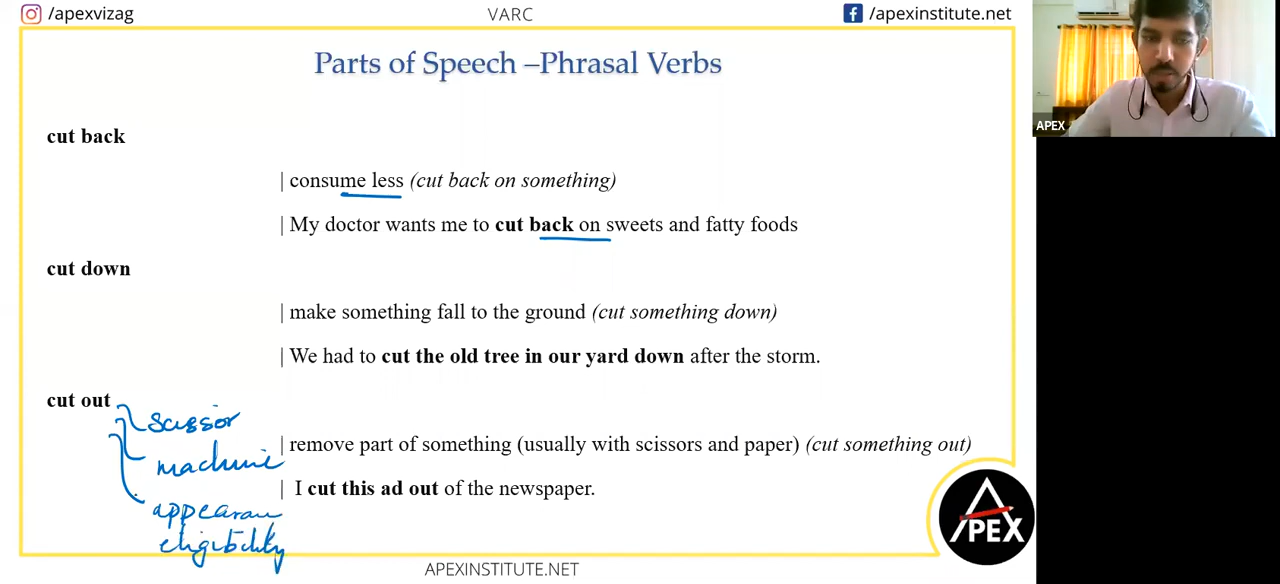 /apexvizag
VARC
/apexinstitute.net
Parts of Speech –Phrasal Verbs
APEX
cut back
| consume less (cut back on something)
| My doctor wants me to cut back on sweets and fatty foods
cut down
| make something fall to the ground (cut something down)
| We had to cut the old tree in our yard down after the storm.
cut out
scissor
| remove part of something (usually with scissors and paper) (cut something out)
machine
| I cut this ad out of the newspaper.
appearan
eligibility
APEX
APEXINSTITUTE.NET